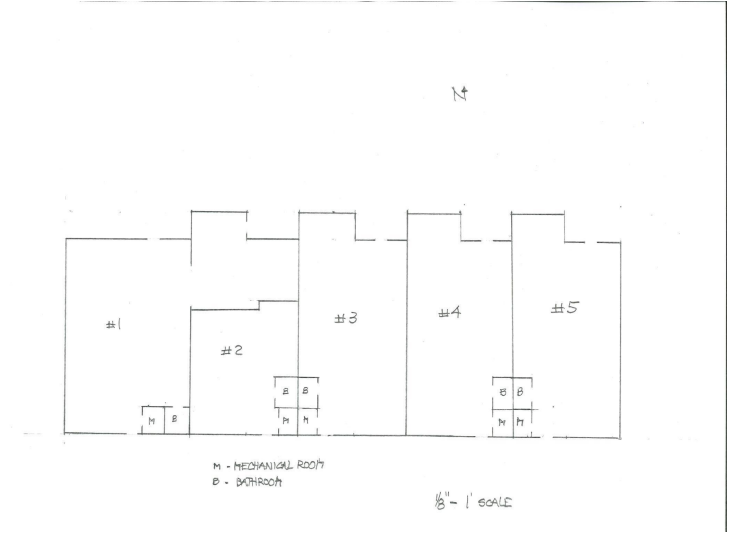 N
#1
#2
#3
#4
#5
M
B
B
B
M
M
B
B
M
M
M - MECHANICAL ROOM
B - BATHROOM
1/8" - 1' SCALE